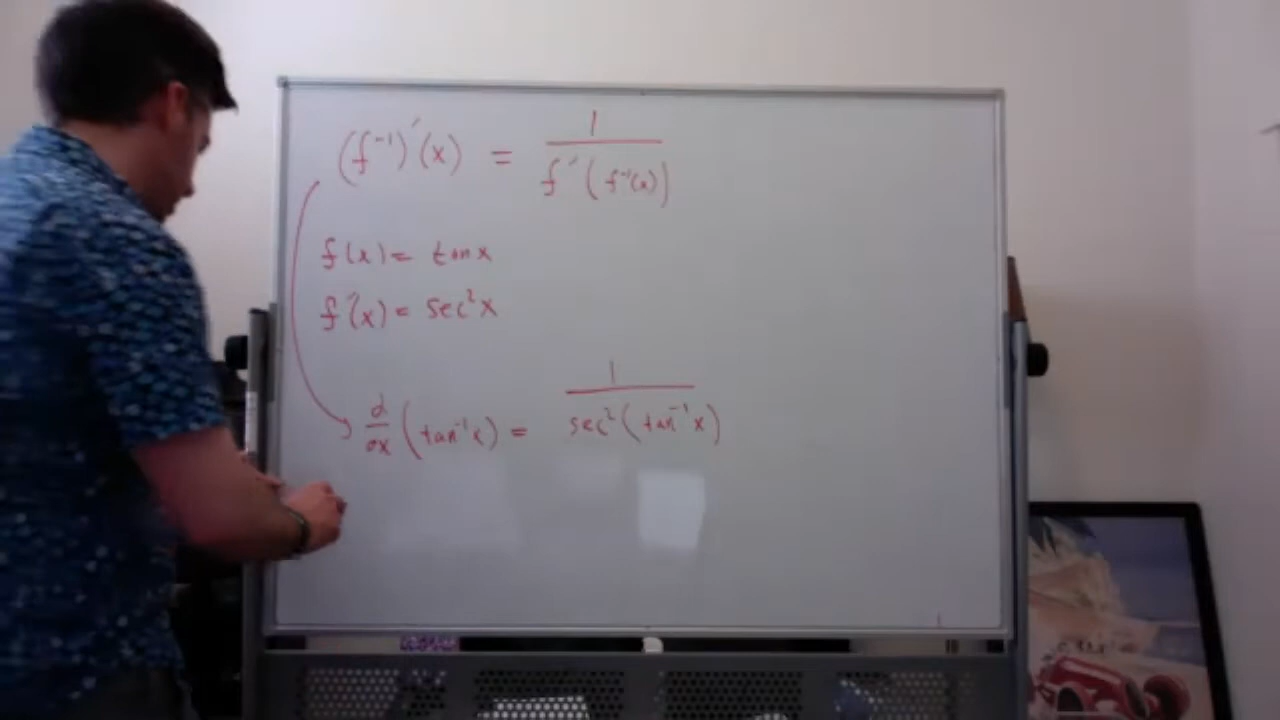 (f⁻¹)′(x) = 1 / f′(f⁻¹(x))
f(x) = tan x
f′(x) = sec²x
d/dx (tan⁻¹x) = 1 / sec²(tan⁻¹x)